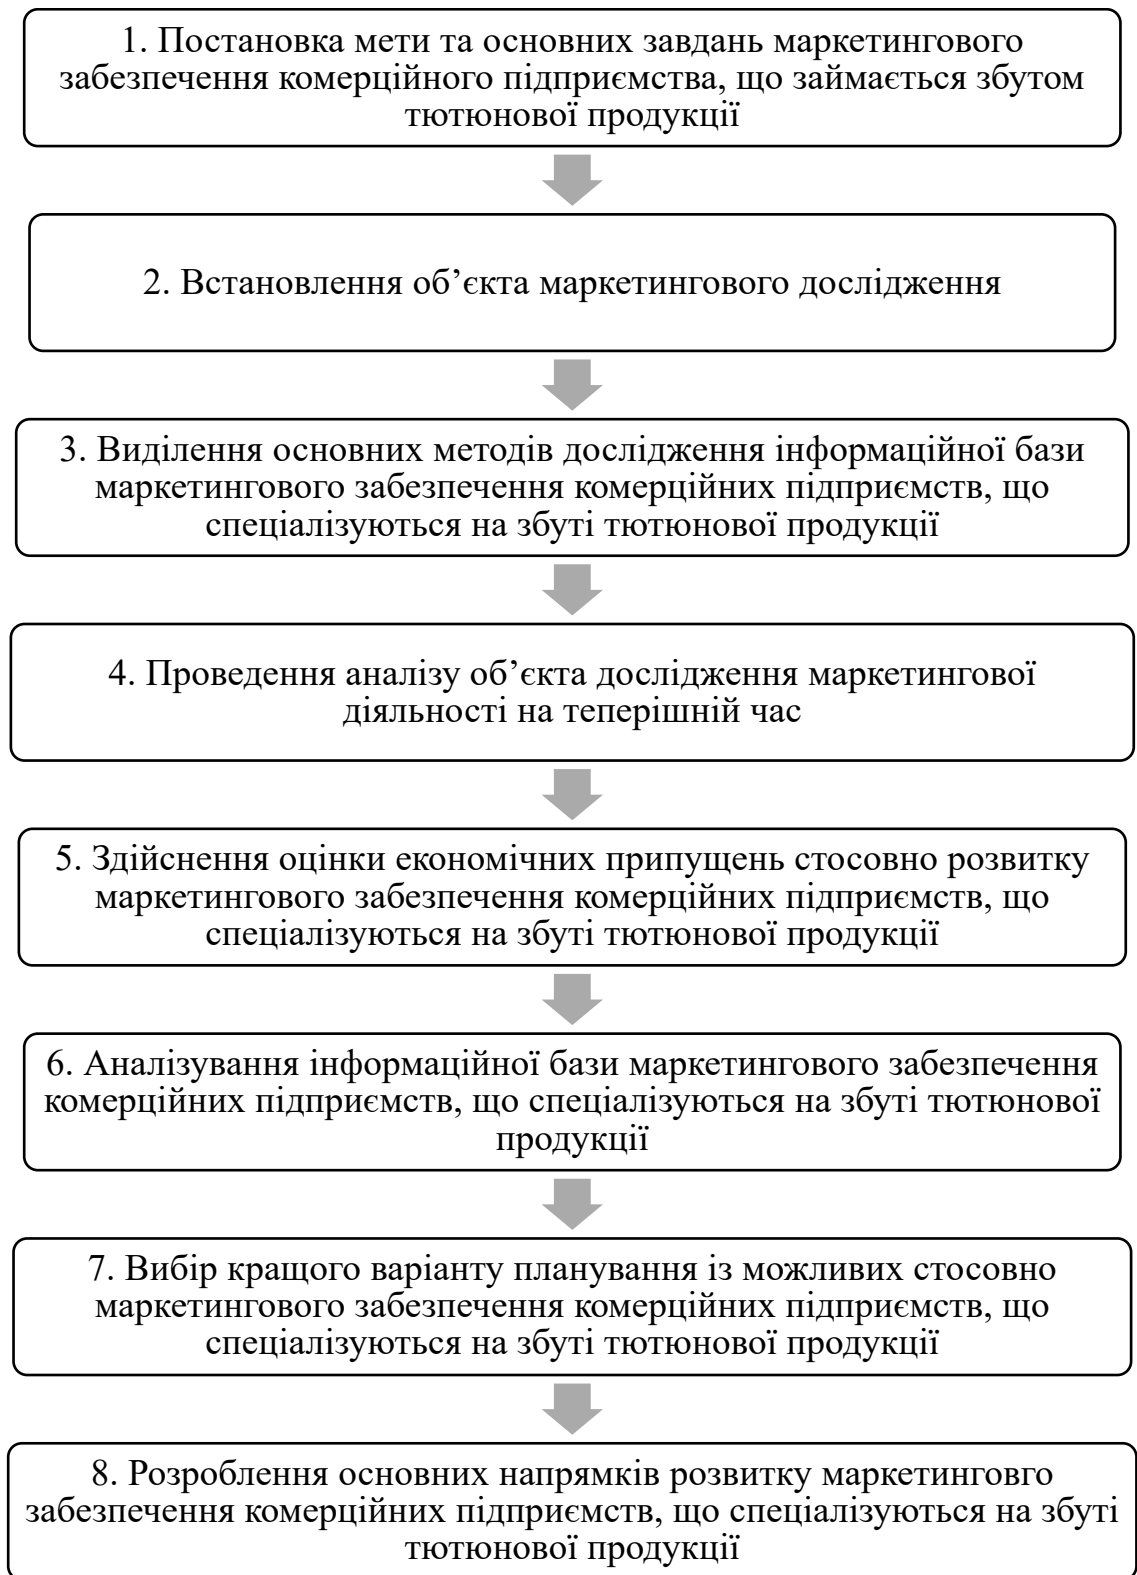 1. Постановка мети та основних завдань маркетингового
забезпечення комерційного підприємства, що займається збутом
тютюнової продукції
2. Встановлення об’єкта маркетингового дослідження
3. Виділення основних методів дослідження інформаційної бази
маркетингового забезпечення комерційних підприємств, що
спеціалізуються на збуті тютюнової продукції
4. Проведення аналізу об’єкта дослідження маркетингової
діяльності на теперішній час
5. Здійснення оцінки економічних припущень стосовно розвитку
маркетингового забезпечення комерційних підприємств, що
спеціалізуються на збуті тютюнової продукції
6. Аналізування інформаційної бази маркетингового забезпечення
комерційних підприємств, що спеціалізуються на збуті тютюнової
продукції
7. Вибір кращого варіанту планування із можливих стосовно
маркетингового забезпечення комерційних підприємств, що
спеціалізуються на збуті тютюнової продукції
8. Розроблення основних напрямків розвитку маркетинговго
забезпечення комерційних підприємств, що спеціалізуються на збуті
тютюнової продукції